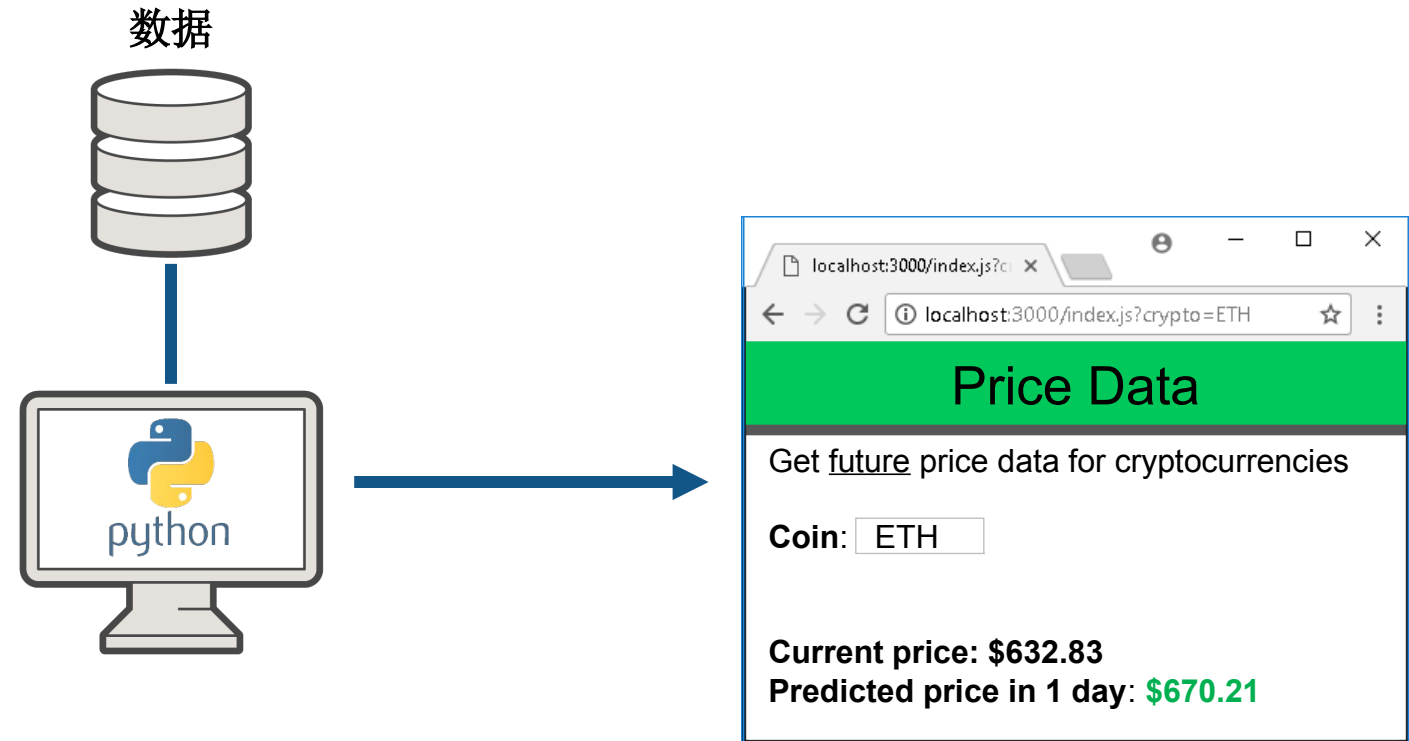 数据
python
localhost:3000/index.js?c
localhost:3000/index.js?crypto=ETH
Price Data
Get future price data for cryptocurrencies
Coin: ETH
Current price: $632.83
Predicted price in 1 day: $670.21